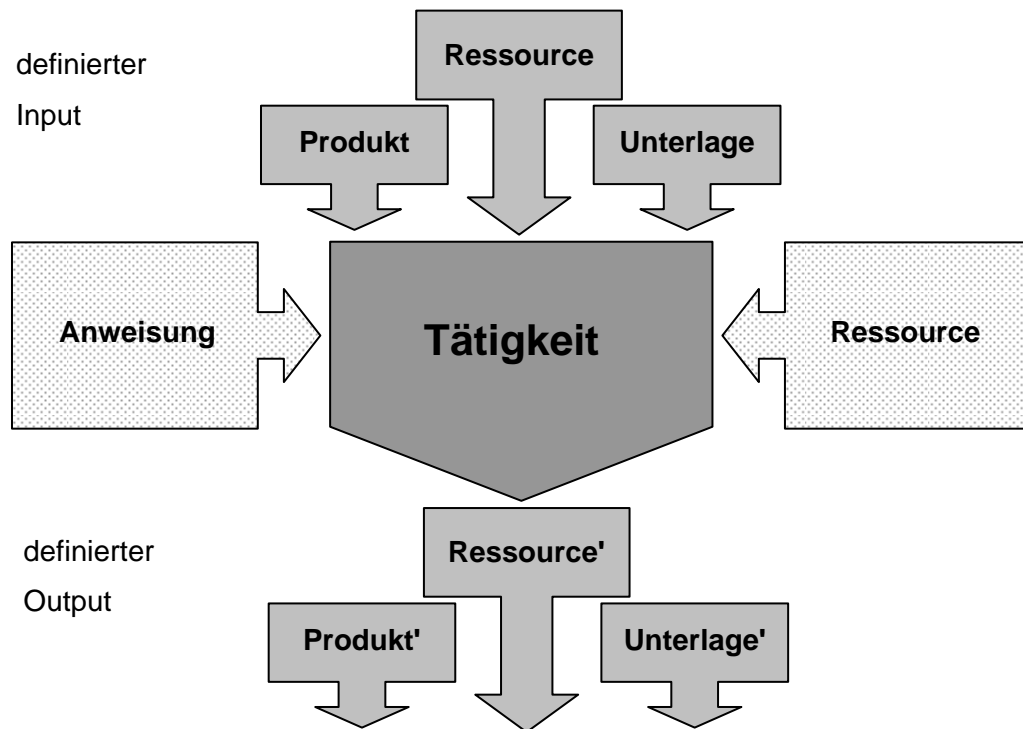 definierter
Input
Ressource
Produkt
Unterlage
Anweisung
Tätigkeit
Ressource
definierter
Output
Ressource'
Produkt'
Unterlage'